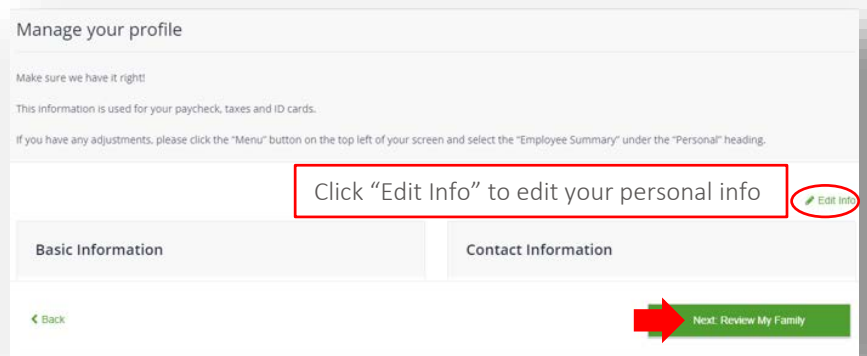 Manage your profile
Make sure we have it right!
This information is used for your paycheck, taxes and ID cards.
If you have any adjustments, please click the "Menu" button on the top left of your screen and select the "Employee Summary" under the "Personal" heading.
Click “Edit Info” to edit your personal info
Edit Info
Basic Information
Contact Information
Back
Next: Review My Family